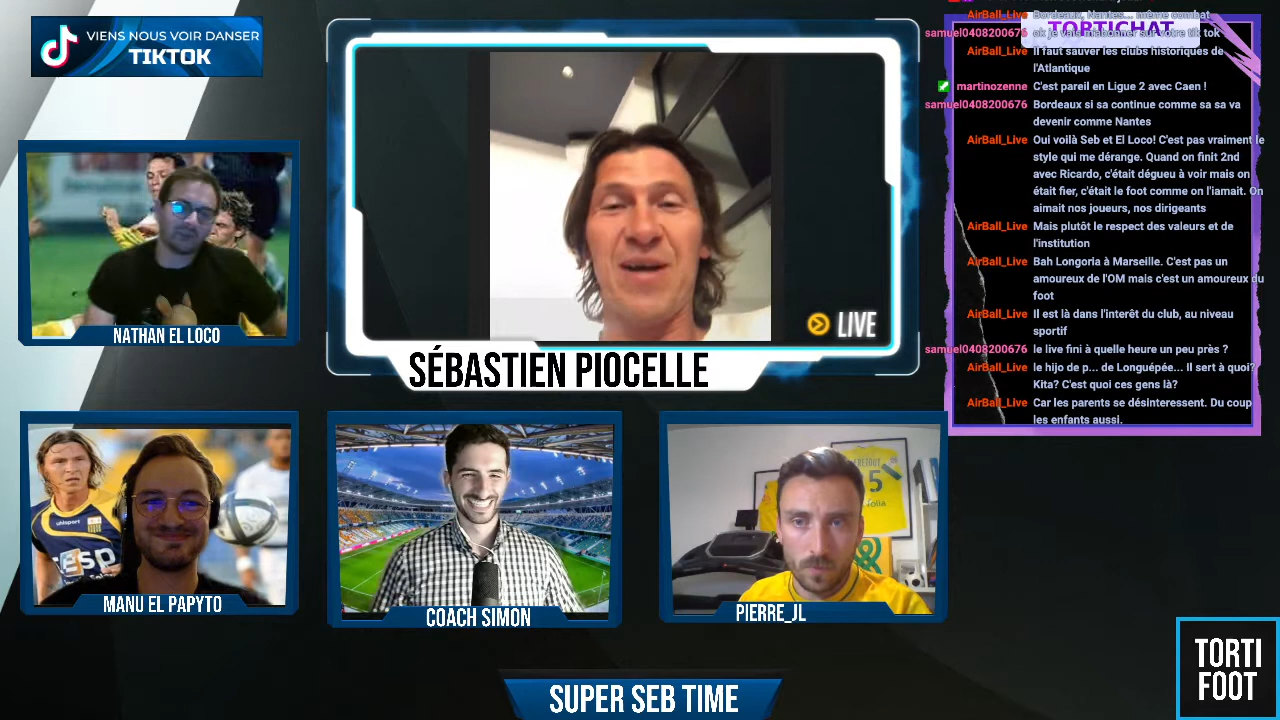 VIENS NOUS VOIR DANSER
TIKTOK
NATHAN EL LOCO
LIVE
SÉBASTIEN PIOCELLE
MANU EL PAPYTO
COACH SIMON
PIERRE_JL
SUPER SEB TIME
TORTI
FOOT
TORTICHAT
AirBall_Live Bordeaux, Nantes... même combat
samuel0408200676 ok je vais m'abonner sur votre tik tok
AirBall_Live Il faut sauver les clubs historiques de
l'Atlantique
martinozenne C'est pareil en Ligue 2 avec Caen !
samuel0408200676 Bordeaux si sa continue comme sa sa va
devenir comme Nantes
AirBall_Live Oui voilà Seb et El Loco! C'est pas vraiment le
style qui me dérange. Quand on finit 2nd
avec Ricardo, c'était dégueu à voir mais on
était fier, c'était le foot comme on l'iamait. On
aimait nos joueurs, nos dirigeants
AirBall_Live Mais plutôt le respect des valeurs et de
l'institution
AirBall_Live Bah Longoria à Marseille. C'est pas un
amoureux de l'OM mais c'est un amoureux du
foot
AirBall_Live Il est là dans l'interêt du club, au niveau
sportif
samuel0408200676 le live fini à quelle heure un peu près ?
AirBall_Live le hijo de p... de Longuépée... Il sert à quoi?
Kita? C'est quoi ces gens là?
AirBall_Live Car les parents se désinteressent. Du coup
les enfants aussi.
uhlsport
5
folia